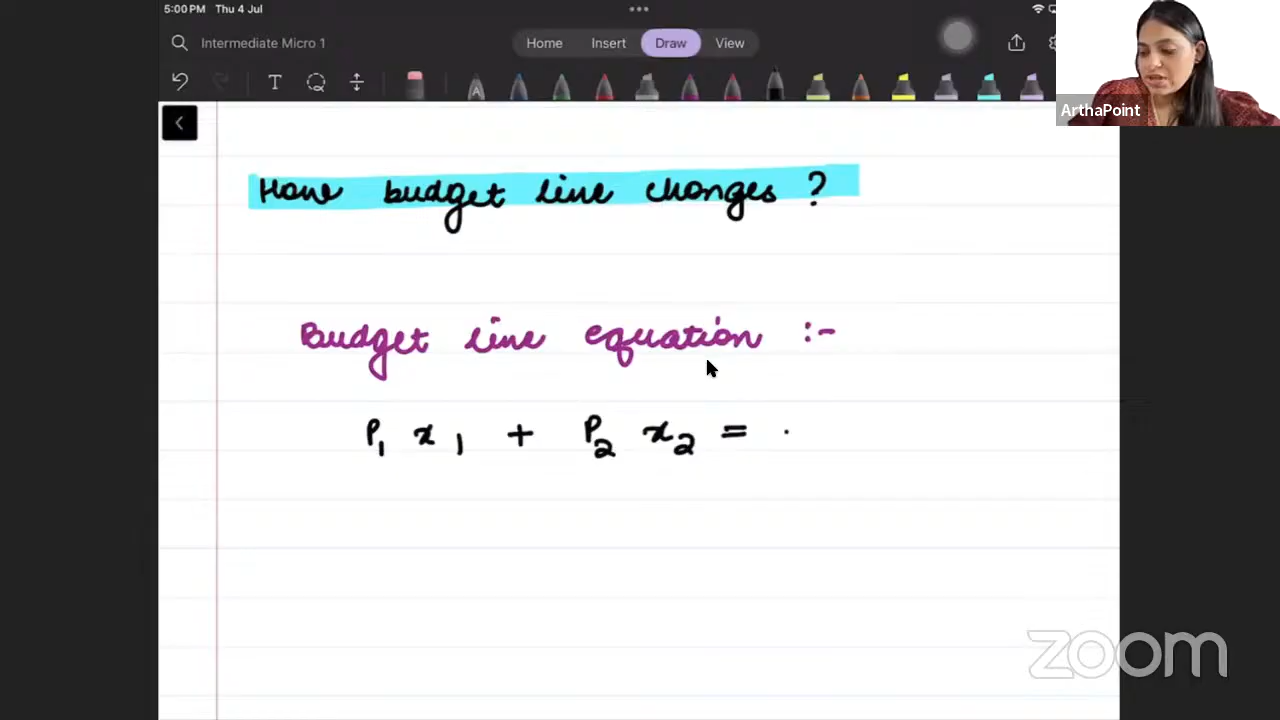 5:00 PM Thu 4 Jul
Intermediate Micro 1
Home Insert Draw View
T A
ArthaPoint
How budget line changes ?
Budget line equation :-
P₁ x₁ + P₂ x₂ = .
zoom